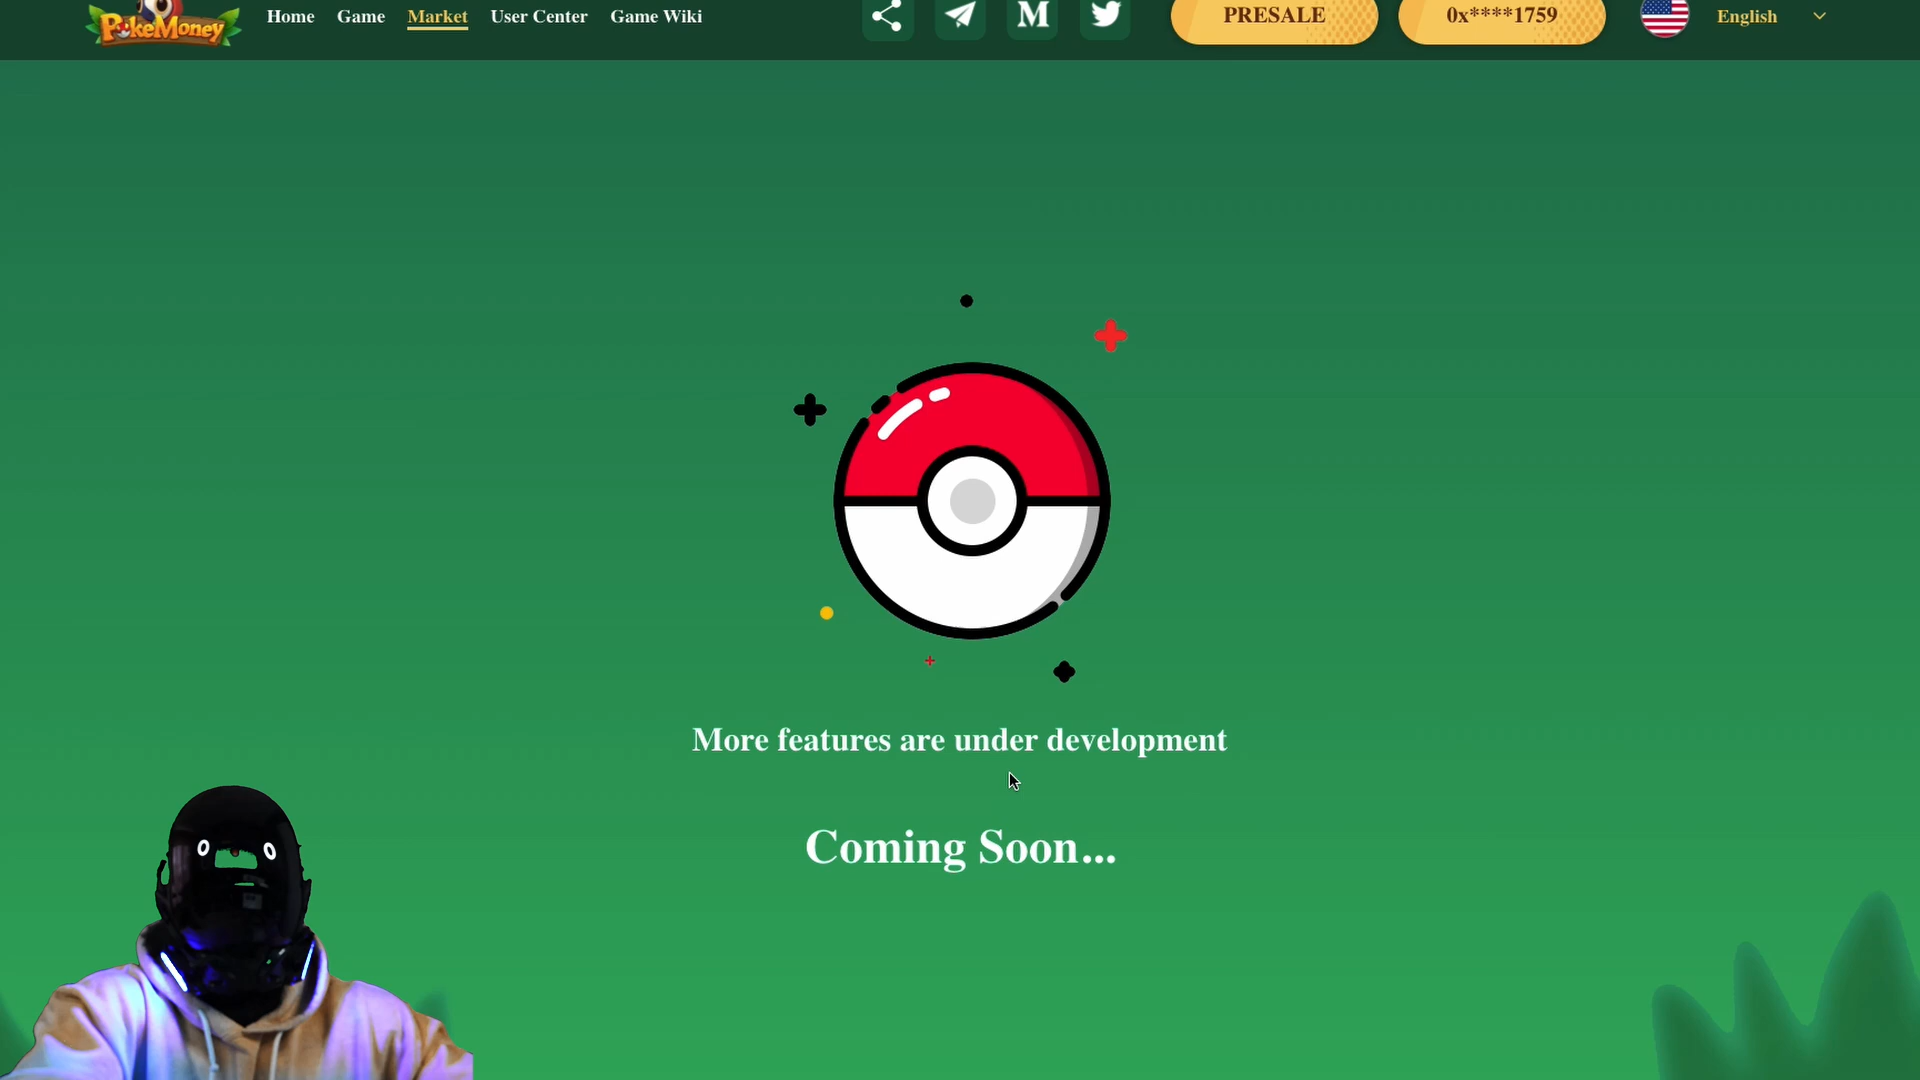 PokeMoney
Home Game Market User Center Game Wiki
M
PRESALE
0x****1759
English
More features are under development
Coming Soon...